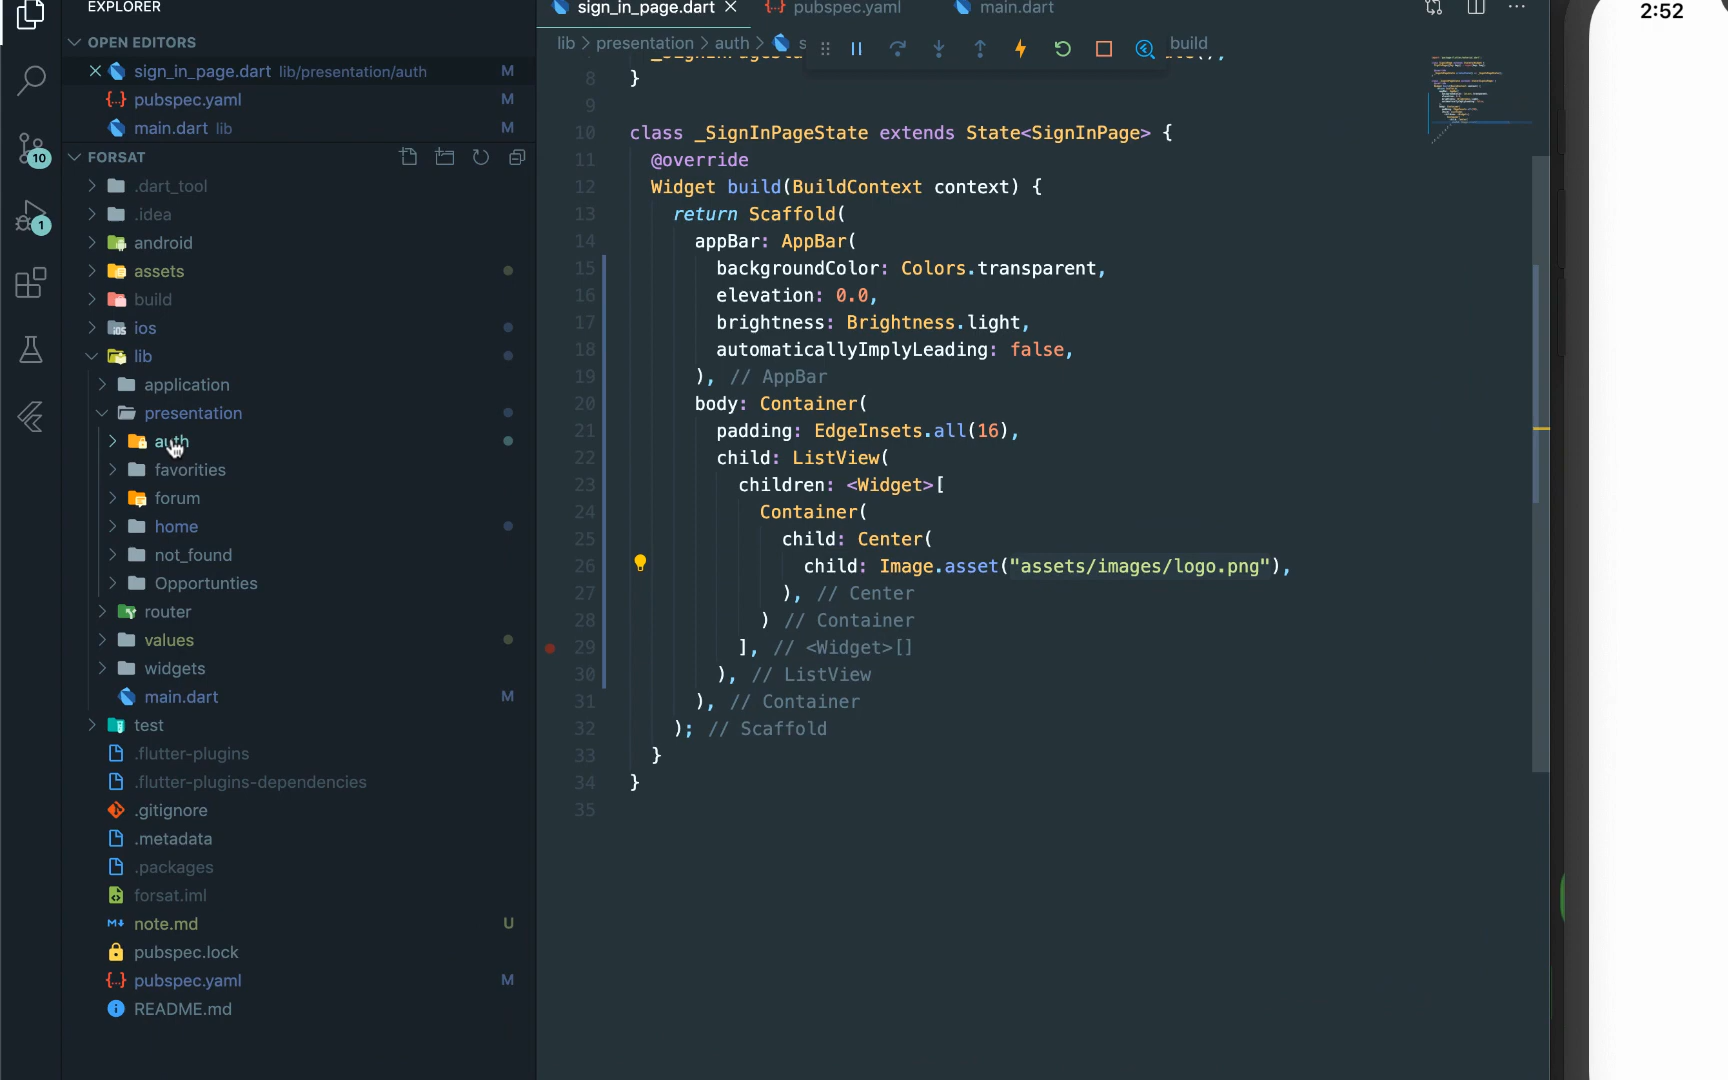 EXPLORER
OPEN EDITORS
sign_in_page.dart lib/presentation/auth M
pubspec.yaml M
main.dart lib M
FORSAT
.dart_tool
.idea
android
assets
build
ios
lib
application
presentation
auth
favorities
forum
home
not_found
Opportunties
router
values
widgets
main.dart M
test
.flutter-plugins
.flutter-plugins-dependencies
.gitignore
.metadata
.packages
forsat.iml
note.md U
pubspec.lock
pubspec.yaml M
README.md
10
1
sign_in_page.dart pubspec.yaml main.dart
lib > presentation > auth > s build
8 }
9
10 class _SignInPageState extends State<SignInPage> {
11 @override
12 Widget build(BuildContext context) {
13 return Scaffold(
14 appBar: AppBar(
15 backgroundColor: Colors.transparent,
16 elevation: 0.0,
17 brightness: Brightness.light,
18 automaticallyImplyLeading: false,
19 ), // AppBar
20 body: Container(
21 padding: EdgeInsets.all(16),
22 child: ListView(
23 children: <Widget>[
24 Container(
25 child: Center(
26 child: Image.asset("assets/images/logo.png"),
27 ), // Center
28 ) // Container
29 ], // <Widget>[]
30 ), // ListView
31 ), // Container
32 ); // Scaffold
33 }
34 }
35
2:52